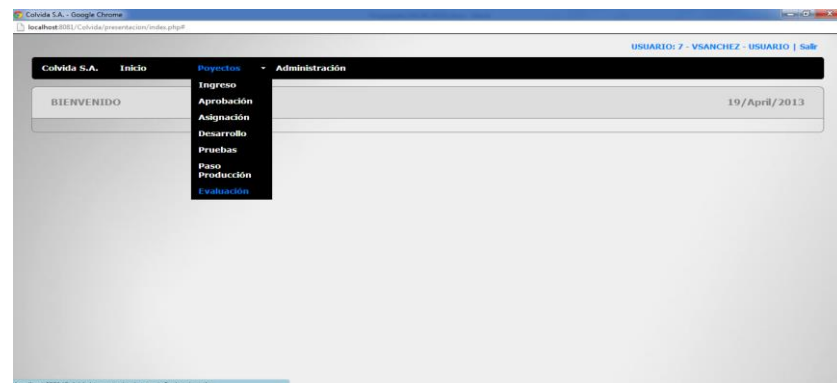 Colvida S.A. - Google Chrome
localhost:8081/Colvida/presentacion/index.php#
USUARIO: 7 - VSANCHEZ - USUARIO | Salir
Colvida S.A. Inicio Poyectos Administración
Ingreso
BIENVENIDO Aprobación 19/April/2013
Asignación
Desarrollo
Pruebas
Paso
Producción
Evaluación